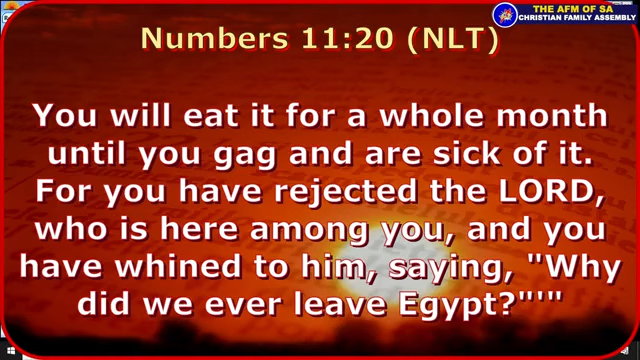 THE AFM OF SA
CHRISTIAN FAMILY ASSEMBLY
Numbers 11:20 (NLT)
You will eat it for a whole month
until you gag and are sick of it.
For you have rejected the LORD,
who is here among you, and you
have whined to him, saying, "Why
did we ever leave Egypt?"'"